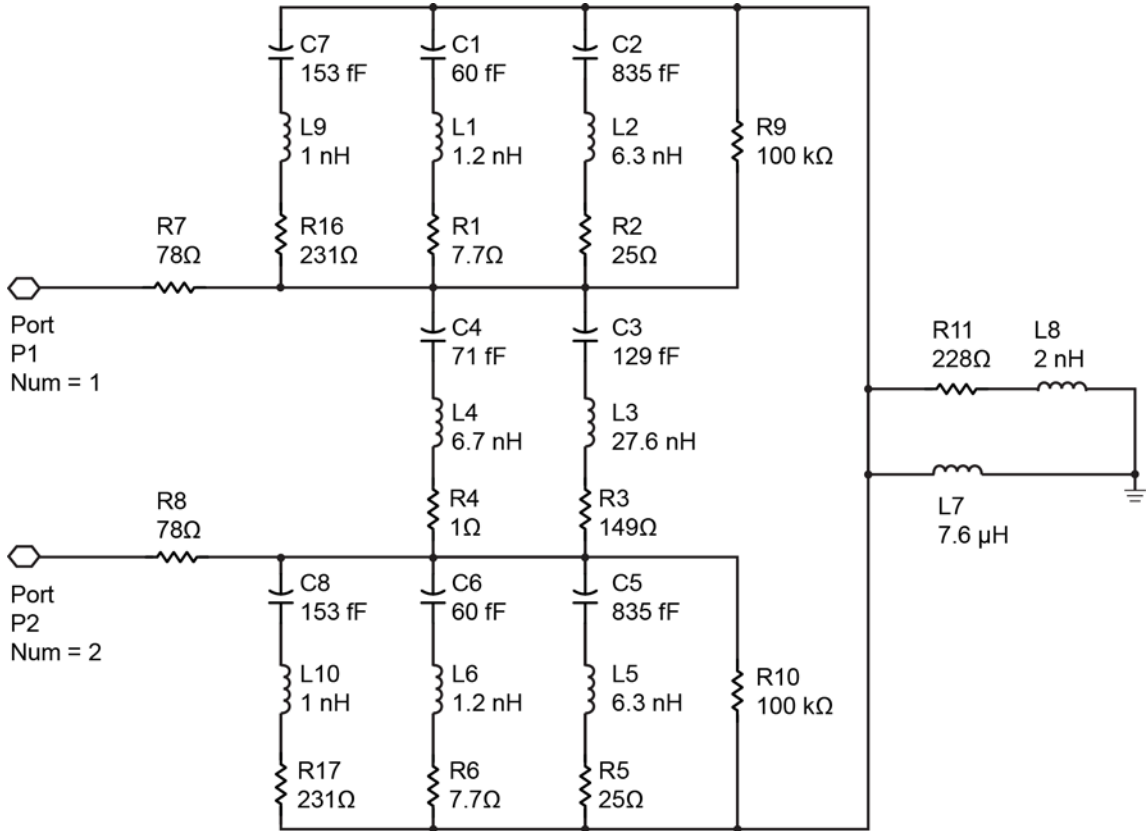 C7
153 fF
C1
60 fF
C2
835 fF
L9
1 nH
L1
1.2 nH
L2
6.3 nH
R9
100 kΩ
R7
78Ω
R16
231Ω
R1
7.7Ω
R2
25Ω
Port
P1
Num = 1
C4
71 fF
C3
129 fF
R11
228Ω
L8
2 nH
L4
6.7 nH
L3
27.6 nH
L7
7.6 µH
R8
78Ω
R4
1Ω
R3
149Ω
Port
P2
Num = 2
C8
153 fF
C6
60 fF
C5
835 fF
L10
1 nH
L6
1.2 nH
L5
6.3 nH
R10
100 kΩ
R17
231Ω
R6
7.7Ω
R5
25Ω